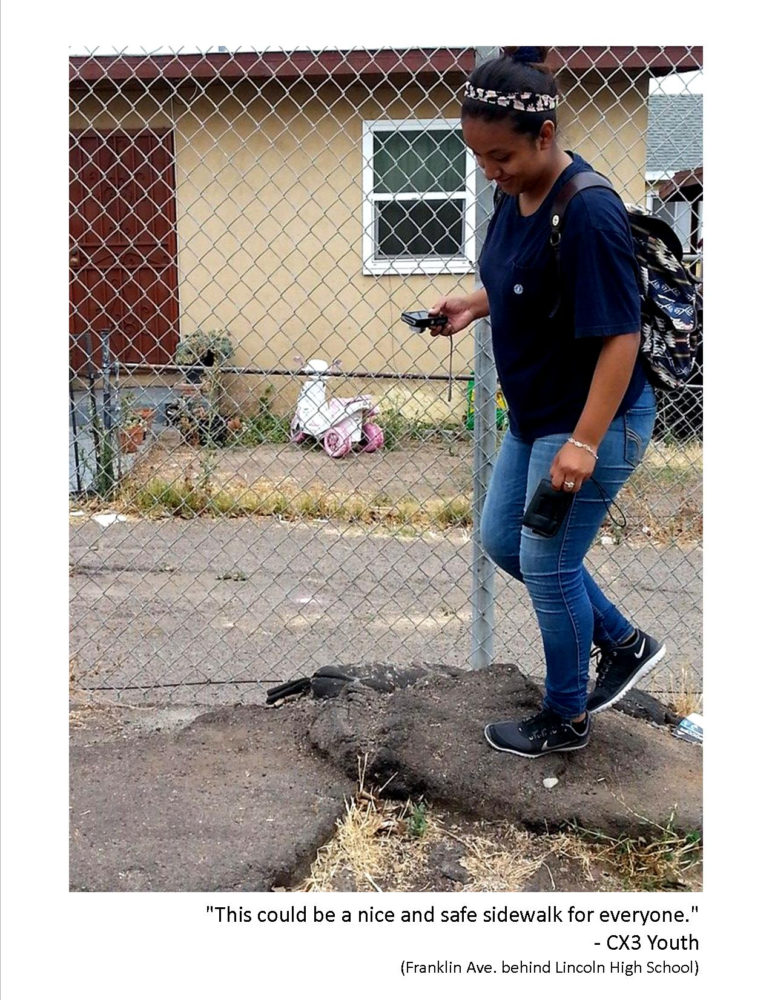 "This could be a nice and safe sidewalk for everyone."
- CX3 Youth
(Franklin Ave. behind Lincoln High School)